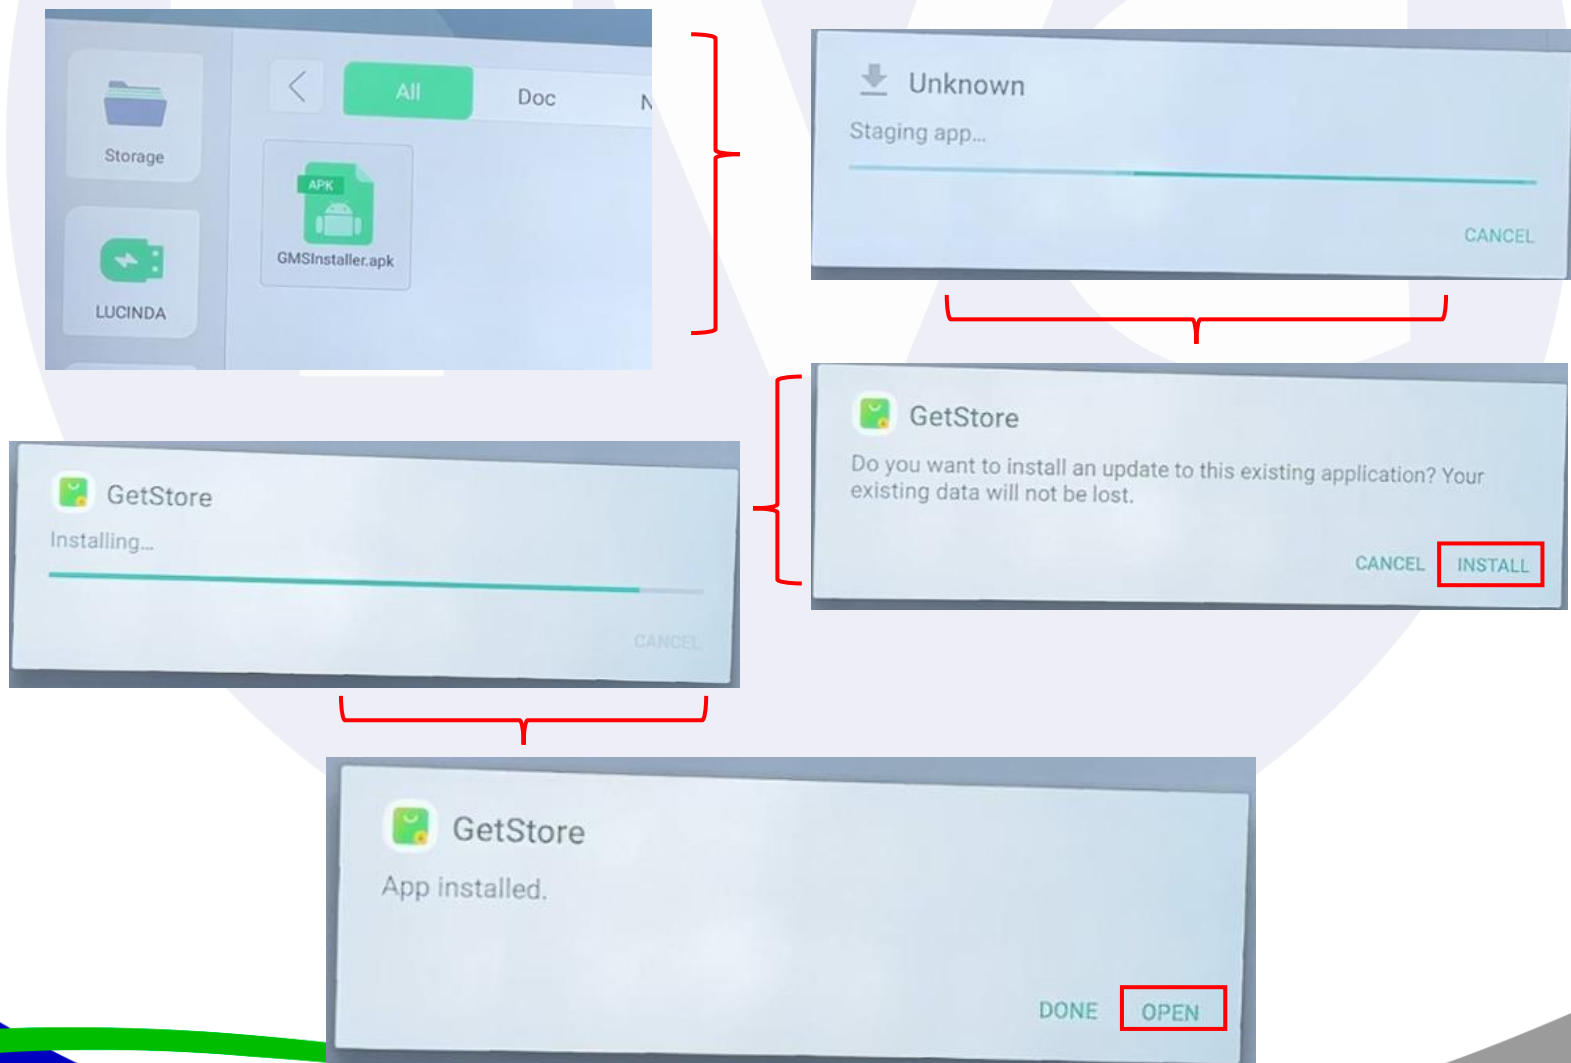 All
Doc
Storage
APK
GMSInstaller.apk
LUCINDA
Unknown
Staging app...
CANCEL
GetStore
Do you want to install an update to this existing application? Your
existing data will not be lost.
CANCEL INSTALL
GetStore
Installing...
CANCEL
GetStore
App installed.
DONE OPEN